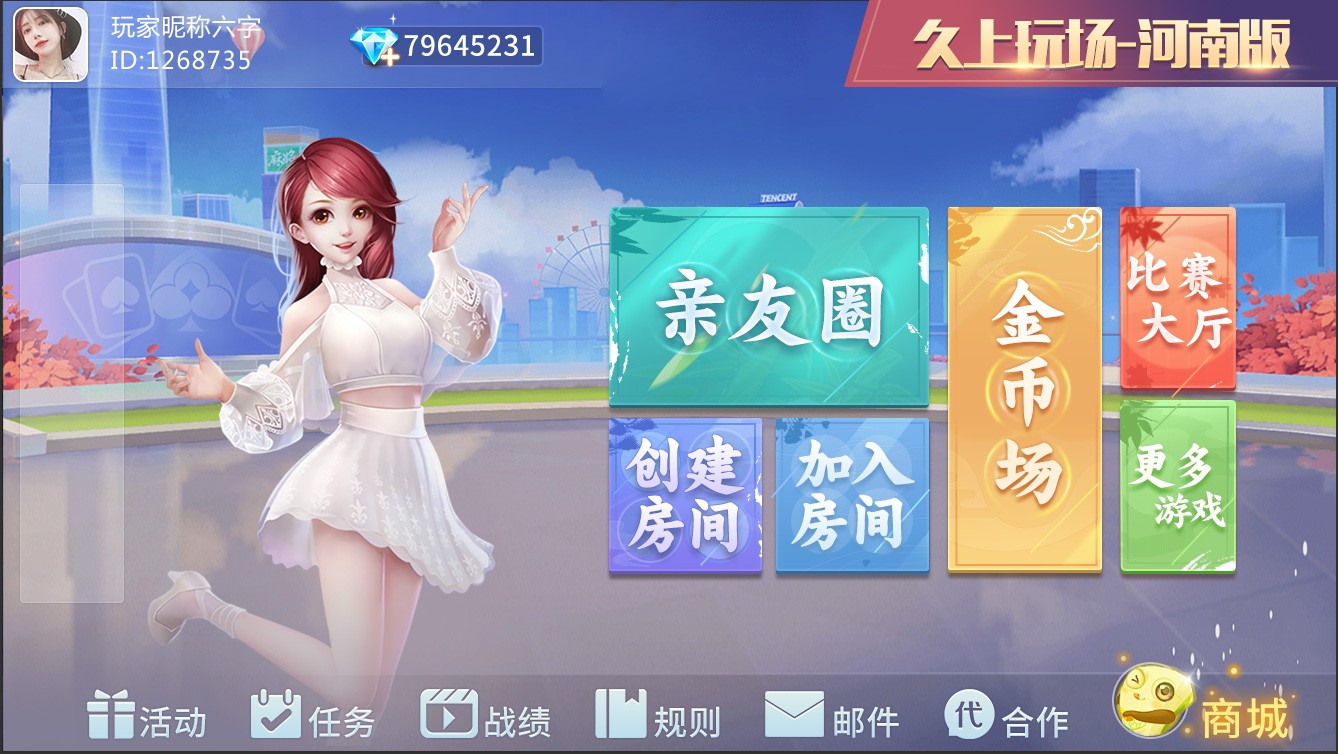 玩家昵称六字
ID:1268735
79645231
久上玩场-河南版
麻将
TENCENT
亲友圈
金币场
比赛
大厅
创建
房间
加入
房间
更多
游戏
活动
任务
战绩
规则
邮件
代
合作
商城